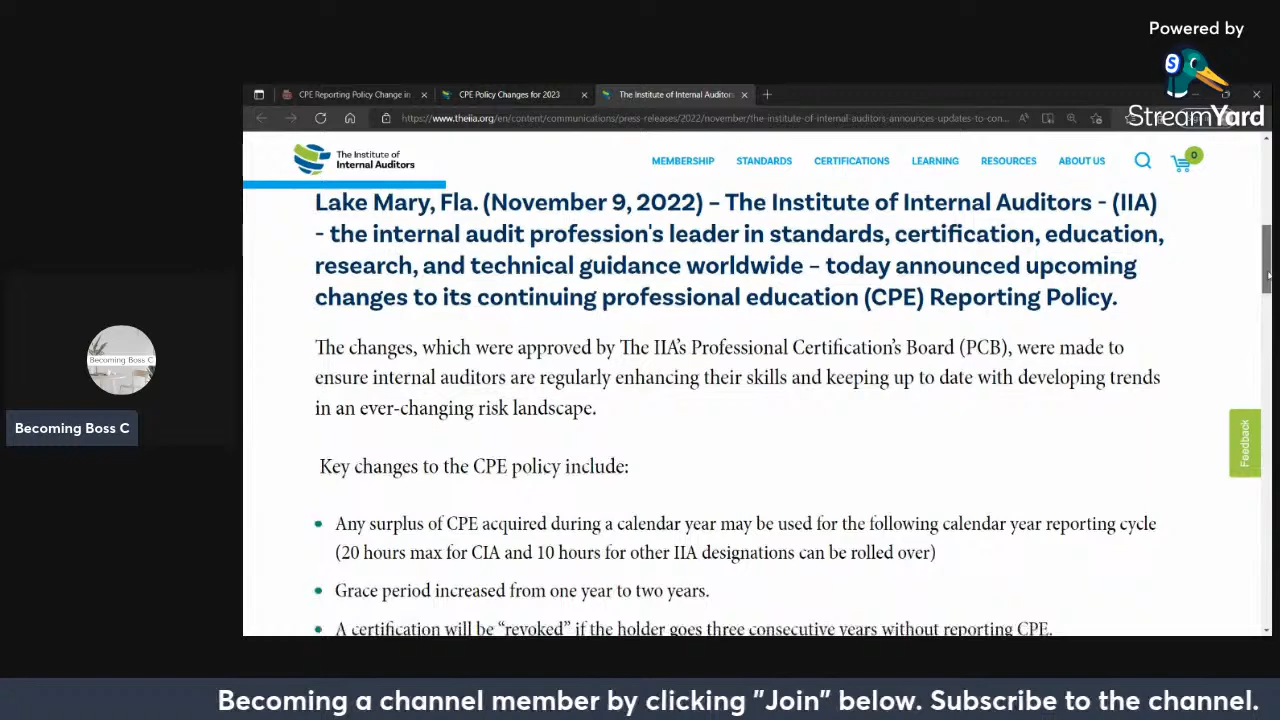 Powered by
StreamYard
CPE Reporting Policy Change in
CPE Policy Changes for 2023
The Institute of Internal Auditors
https://www.theiia.org/en/content/communications/press-releases/2022/november/the-institute-of-internal-auditors-announces-updates-to-con...
The Institute of
Internal Auditors
MEMBERSHIP
STANDARDS
CERTIFICATIONS
LEARNING
RESOURCES
ABOUT US
0
Lake Mary, Fla. (November 9, 2022) – The Institute of Internal Auditors - (IIA)
- the internal audit profession's leader in standards, certification, education,
research, and technical guidance worldwide – today announced upcoming
changes to its continuing professional education (CPE) Reporting Policy.
The changes, which were approved by The IIA's Professional Certification's Board (PCB), were made to
ensure internal auditors are regularly enhancing their skills and keeping up to date with developing trends
in an ever-changing risk landscape.
Key changes to the CPE policy include:
Any surplus of CPE acquired during a calendar year may be used for the following calendar year reporting cycle
(20 hours max for CIA and 10 hours for other IIA designations can be rolled over)
Grace period increased from one year to two years.
A certification will be “revoked” if the holder goes three consecutive years without reporting CPE.
Feedback
Becoming Boss C
Becoming Boss C
Becoming a channel member by clicking "Join" below. Subscribe to the channel.